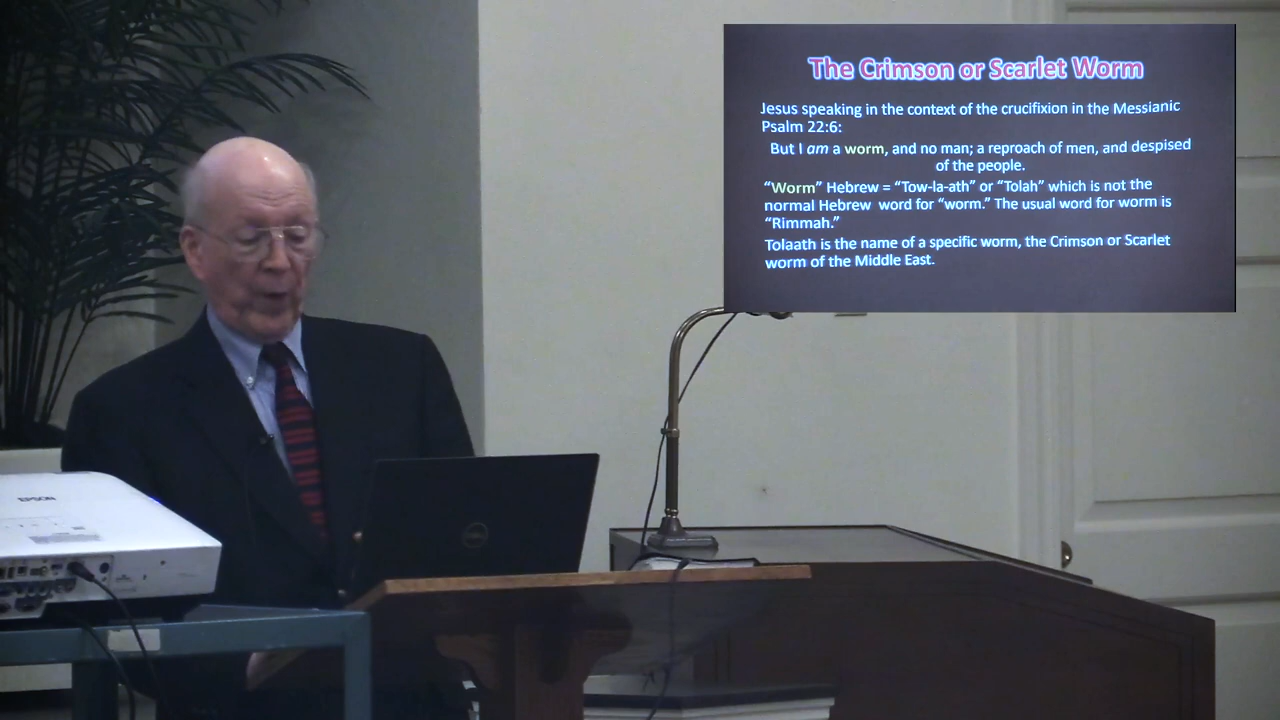 The Crimson or Scarlet Worm
Jesus speaking in the context of the crucifixion in the Messianic
Psalm 22:6:
But I am a worm, and no man; a reproach of men, and despised
of the people.
“Worm” Hebrew = “Tow-la-ath” or “Tolah” which is not the
normal Hebrew word for “worm.” The usual word for worm is
“Rimmah.”
Tolaath is the name of a specific worm, the Crimson or Scarlet
worm of the Middle East.
EPSON
DELL